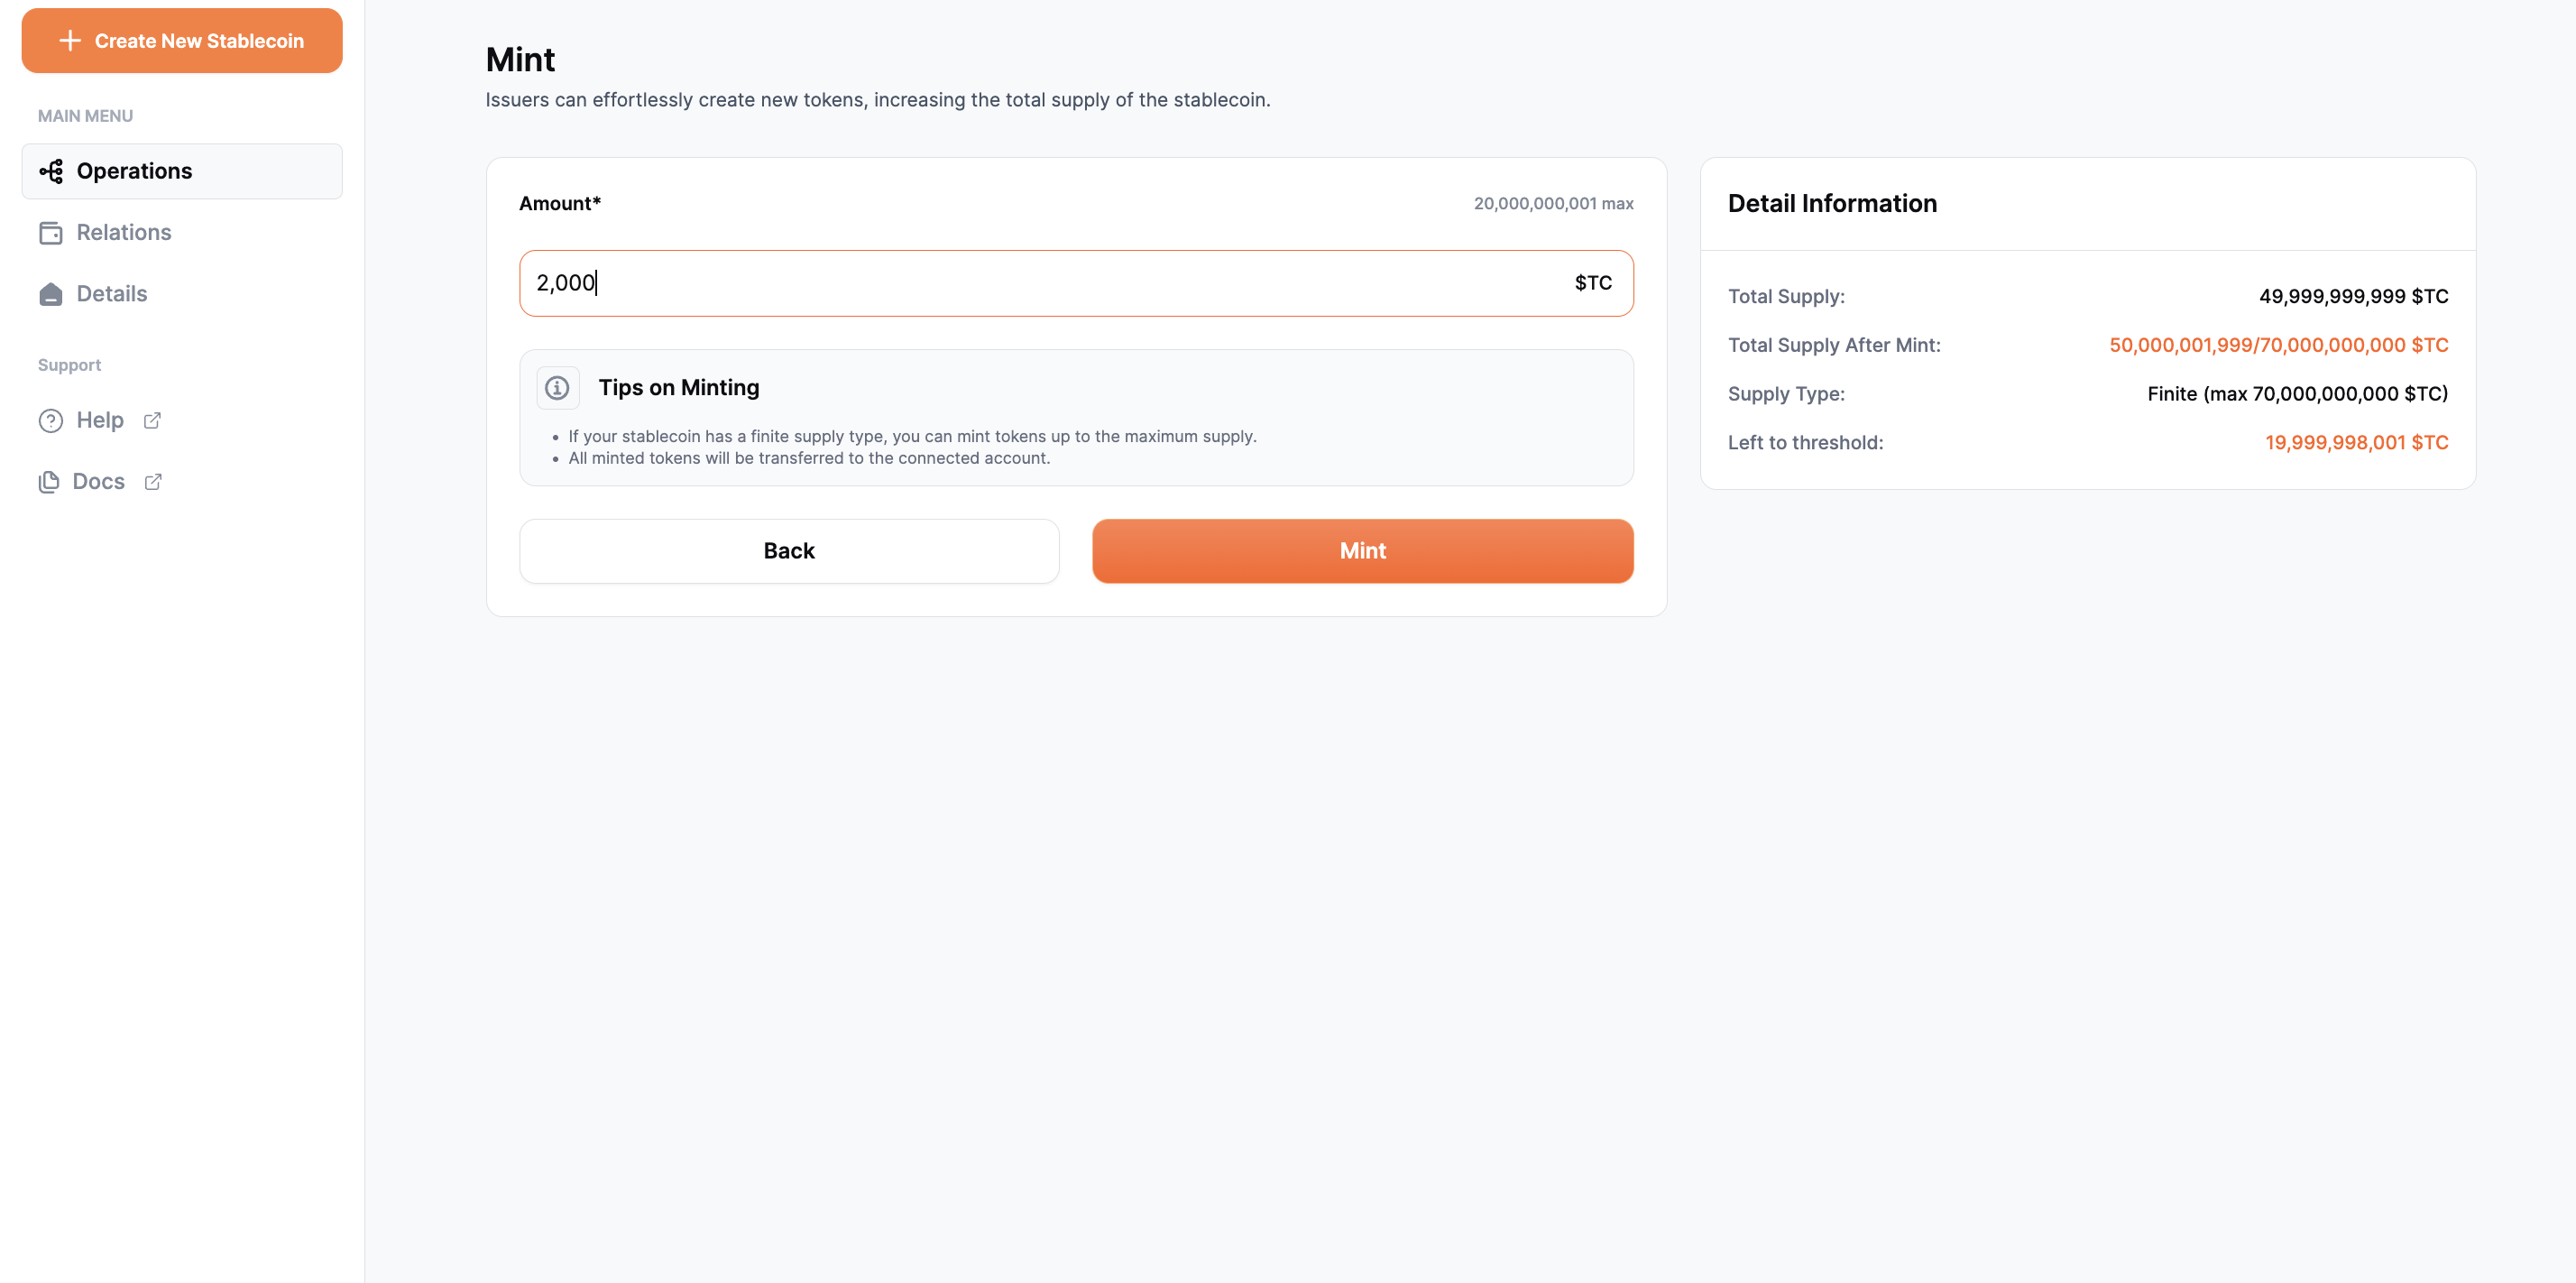 Create New Stablecoin
MAIN MENU
Operations
Relations
Details
Support
Help
Docs
Mint
Issuers can effortlessly create new tokens, increasing the total supply of the stablecoin.
Amount* 20,000,000,001 max
2,000 $TC
Tips on Minting
• If your stablecoin has a finite supply type, you can mint tokens up to the maximum supply.
• All minted tokens will be transferred to the connected account.
Back Mint
Detail Information
Total Supply: 49,999,999,999 $TC
Total Supply After Mint: 50,000,001,999/70,000,000,000 $TC
Supply Type: Finite (max 70,000,000,000 $TC)
Left to threshold: 19,999,998,001 $TC